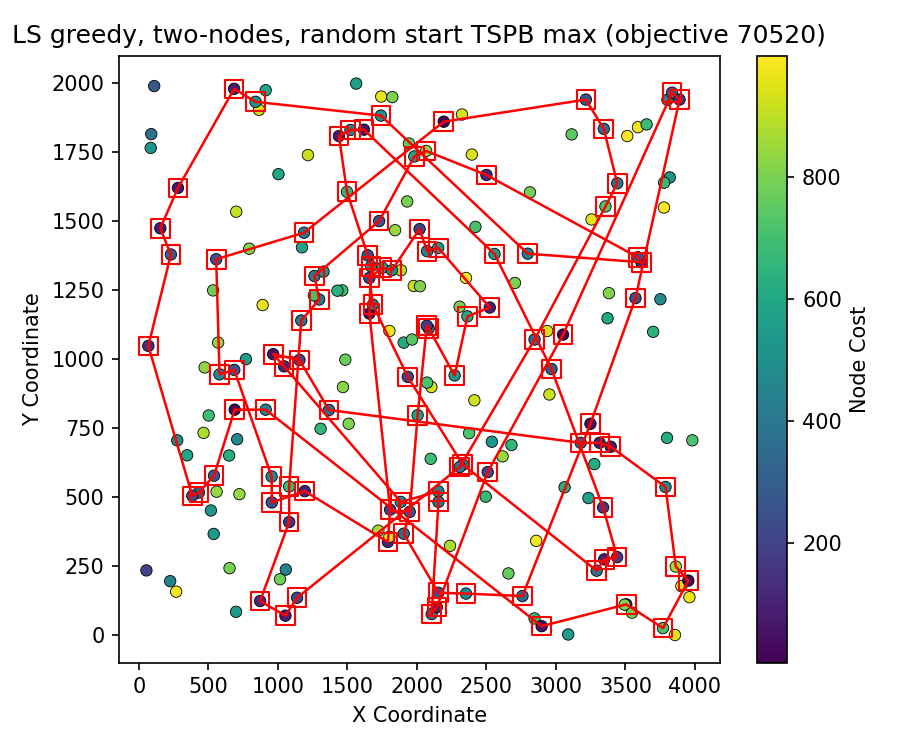 LS greedy, two-nodes, random start TSPB max (objective 70520)
2000
1750
1500
1250
1000
750
500
250
0
Y Coordinate
0 500 1000 1500 2000 2500 3000 3500 4000
X Coordinate
800
600
400
200
Node Cost